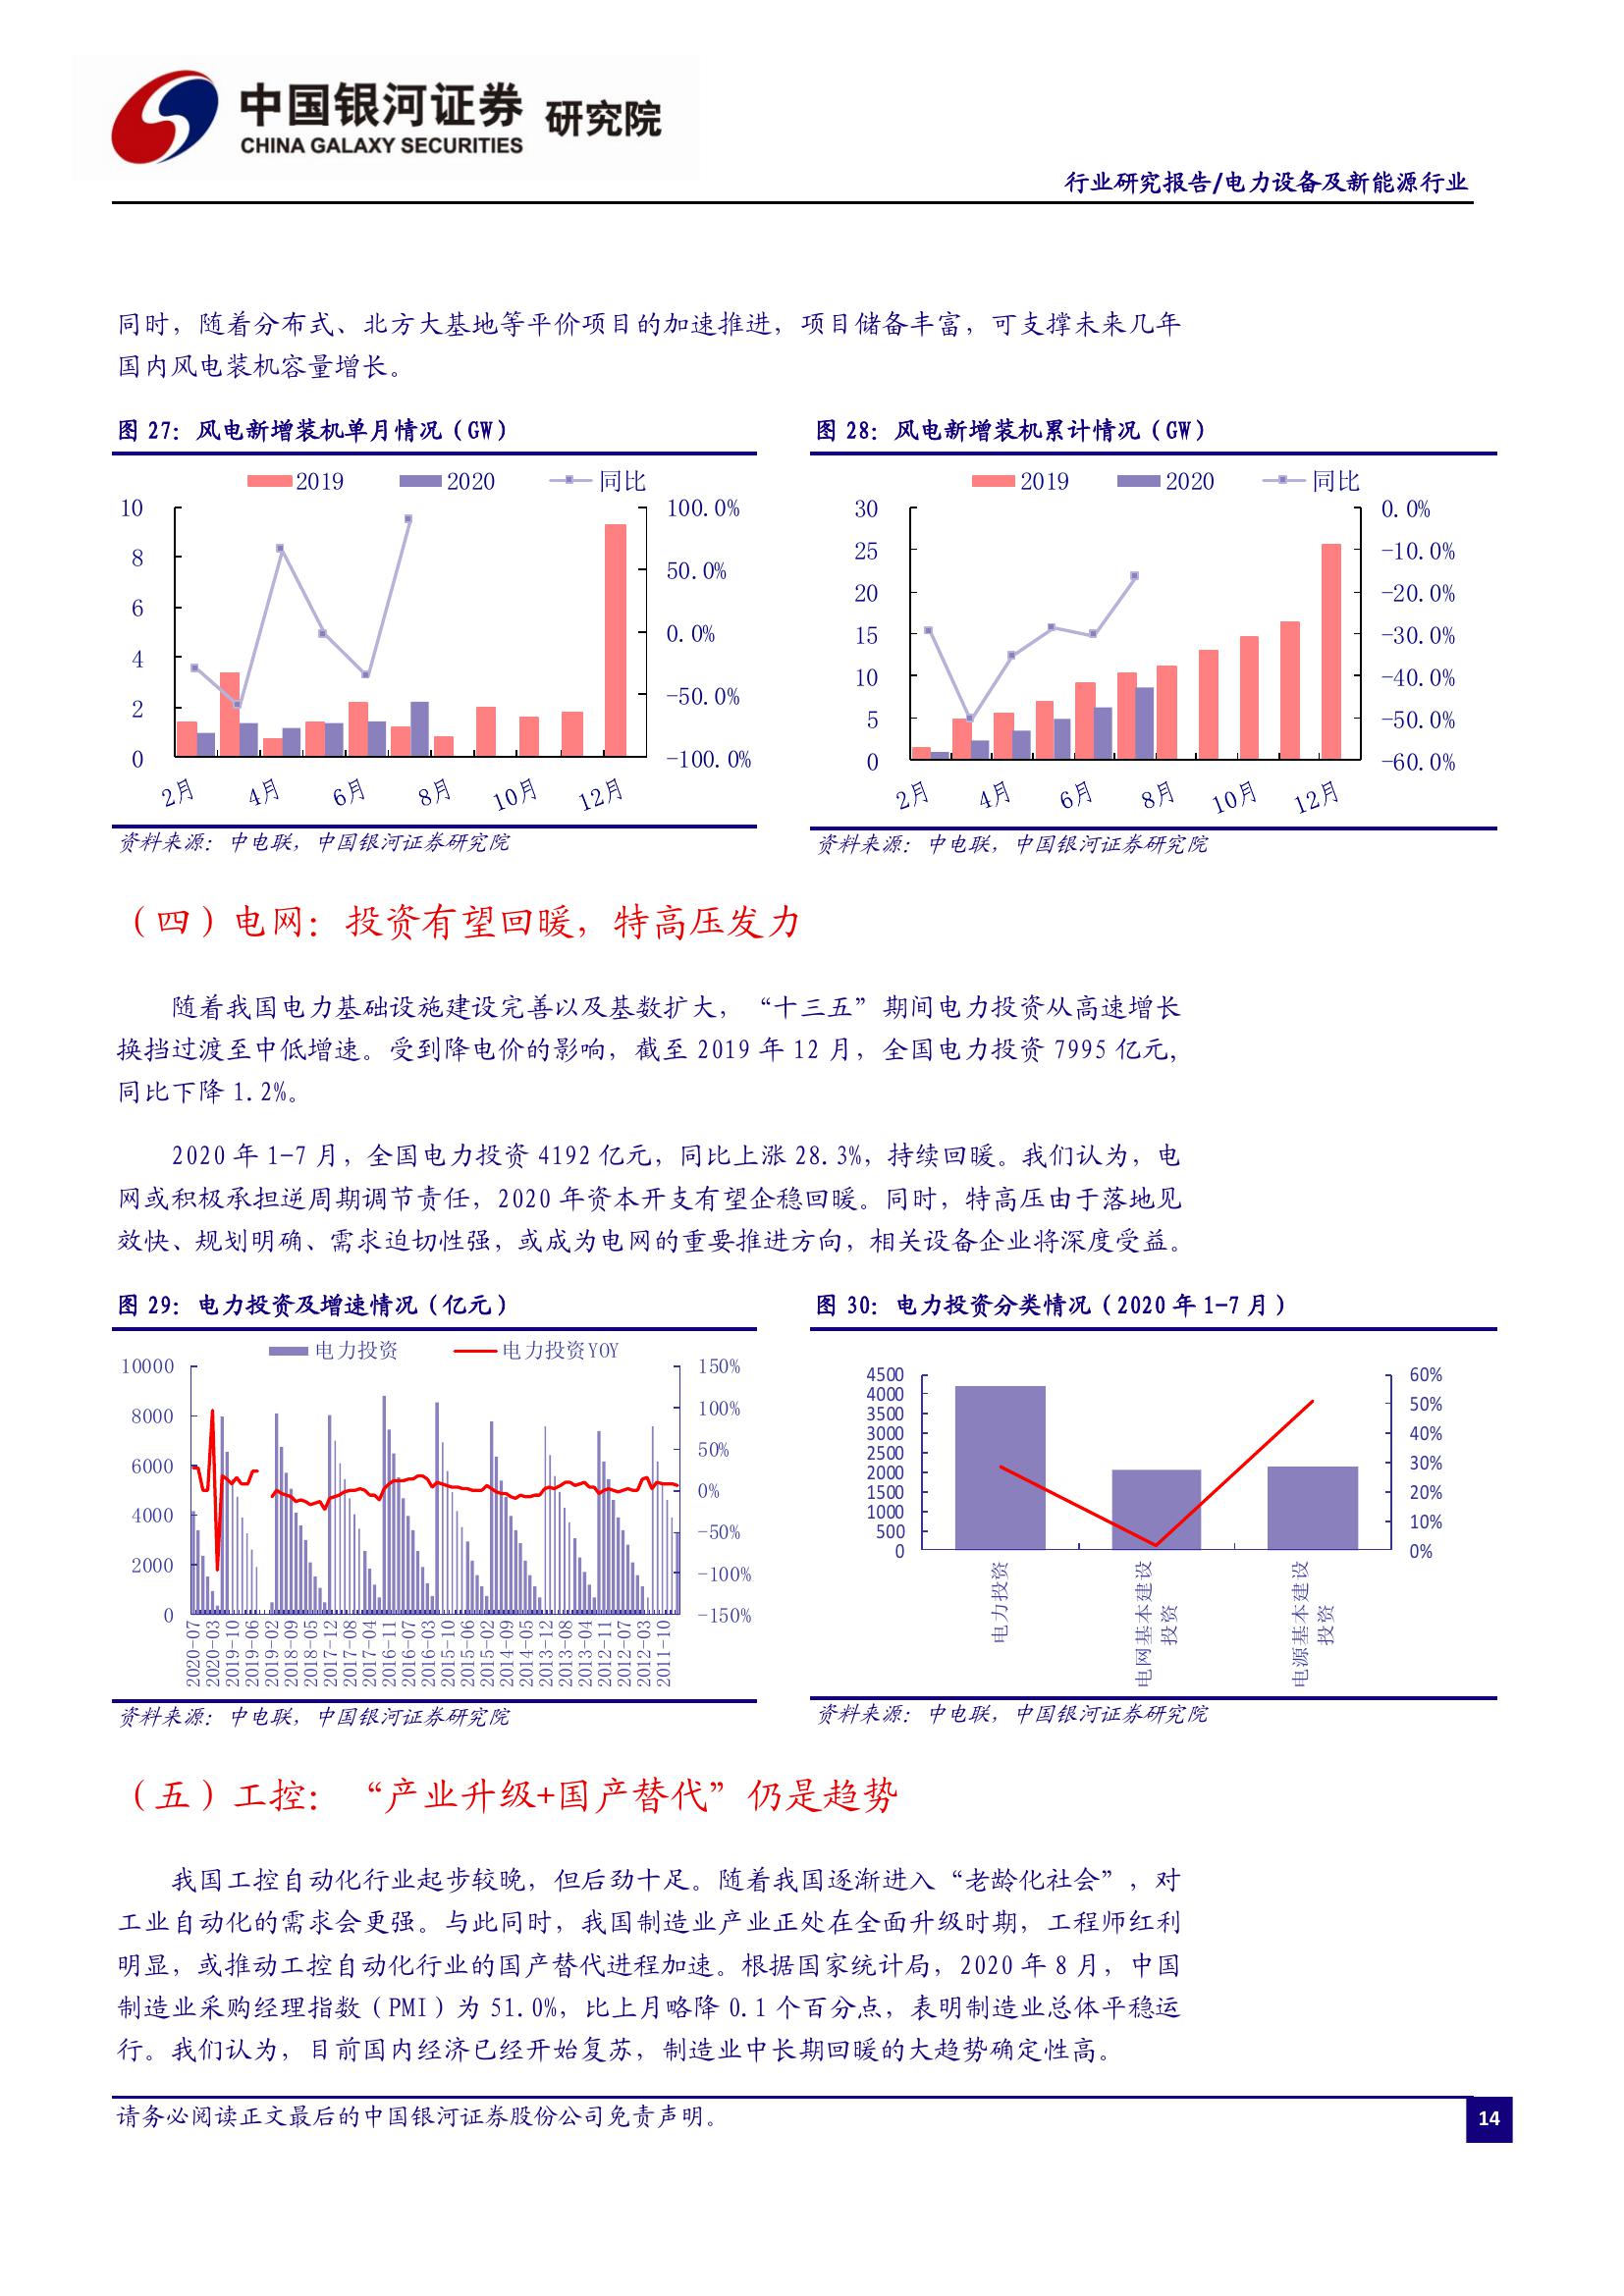 中国银河证券 研究院
CHINA GALAXY SECURITIES
行业研究报告/电力设备及新能源行业
同时，随着分布式、北方大基地等平价项目的加速推进，项目储备丰富，可支撑未来几年
国内风电装机容量增长。
图 27：风电新增装机单月情况（GW）
2019 2020 同比
10 8 6 4 2 0
100.0% 50.0% 0.0% -50.0% -100.0%
2月 4月 6月 8月 10月 12月
资料来源：中电联，中国银河证券研究院
图 28：风电新增装机累计情况（GW）
2019 2020 同比
30 25 20 15 10 5 0
0.0% -10.0% -20.0% -30.0% -40.0% -50.0% -60.0%
2月 4月 6月 8月 10月 12月
资料来源：中电联，中国银河证券研究院
（四）电网：投资有望回暖，特高压发力
随着我国电力基础设施建设完善以及基数扩大，“十三五”期间电力投资从高速增长
换挡过渡至中低增速。受到降电价的影响，截至 2019 年 12 月，全国电力投资 7995 亿元，
同比下降 1.2%。
2020 年 1-7 月，全国电力投资 4192 亿元，同比上涨 28.3%，持续回暖。我们认为，电
网或积极承担逆周期调节责任，2020 年资本开支有望企稳回暖。同时，特高压由于落地见
效快、规划明确、需求迫切性强，或成为电网的重要推进方向，相关设备企业将深度受益。
图 29：电力投资及增速情况（亿元）
电力投资 电力投资YOY
10000 8000 6000 4000 2000 0
150% 100% 50% 0% -50% -100% -150%
2020-07 2020-03 2019-10 2019-06 2019-02 2018-09 2018-05 2017-12 2017-08 2017-04 2016-11 2016-07 2016-03 2015-10 2015-06 2015-02 2014-09 2014-05 2013-12 2013-08 2013-04 2012-11 2012-07 2012-03 2011-10
资料来源：中电联，中国银河证券研究院
图 30：电力投资分类情况（2020 年 1-7 月）
4500 4000 3500 3000 2500 2000 1500 1000 500 0
60% 50% 40% 30% 20% 10% 0%
电力投资
电网基本建设
投资
电源基本建设
投资
资料来源：中电联，中国银河证券研究院
（五）工控：“产业升级+国产替代”仍是趋势
我国工控自动化行业起步较晚，但后劲十足。随着我国逐渐进入“老龄化社会”，对
工业自动化的需求会更强。与此同时，我国制造业产业正处在全面升级时期，工程师红利
明显，或推动工控自动化行业的国产替代进程加速。根据国家统计局，2020 年 8 月，中国
制造业采购经理指数（PMI）为 51.0%，比上月略降 0.1 个百分点，表明制造业总体平稳运
行。我们认为，目前国内经济已经开始复苏，制造业中长期回暖的大趋势确定性高。
请务必阅读正文最后的中国银河证券股份公司免责声明。
14